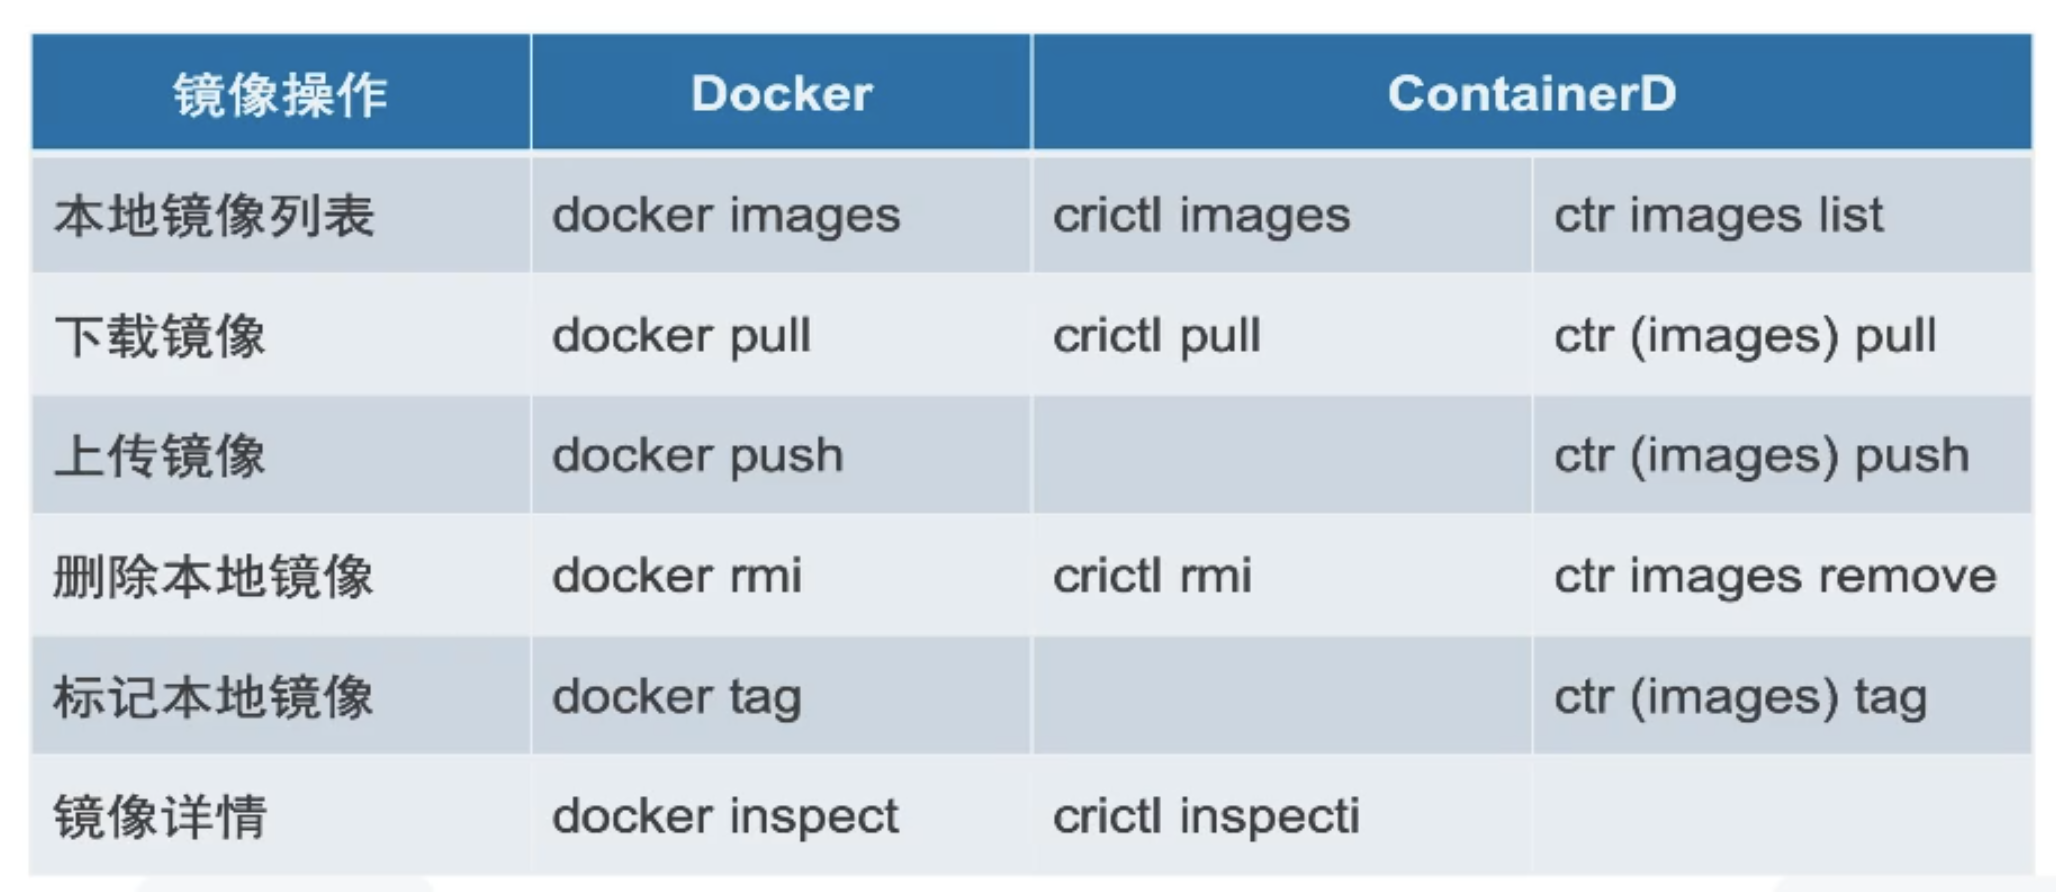 镜像操作 Docker ContainerD
本地镜像列表 docker images crictl images ctr images list
下载镜像 docker pull crictl pull ctr (images) pull
上传镜像 docker push ctr (images) push
删除本地镜像 docker rmi crictl rmi ctr images remove
标记本地镜像 docker tag ctr (images) tag
镜像详情 docker inspect crictl inspecti